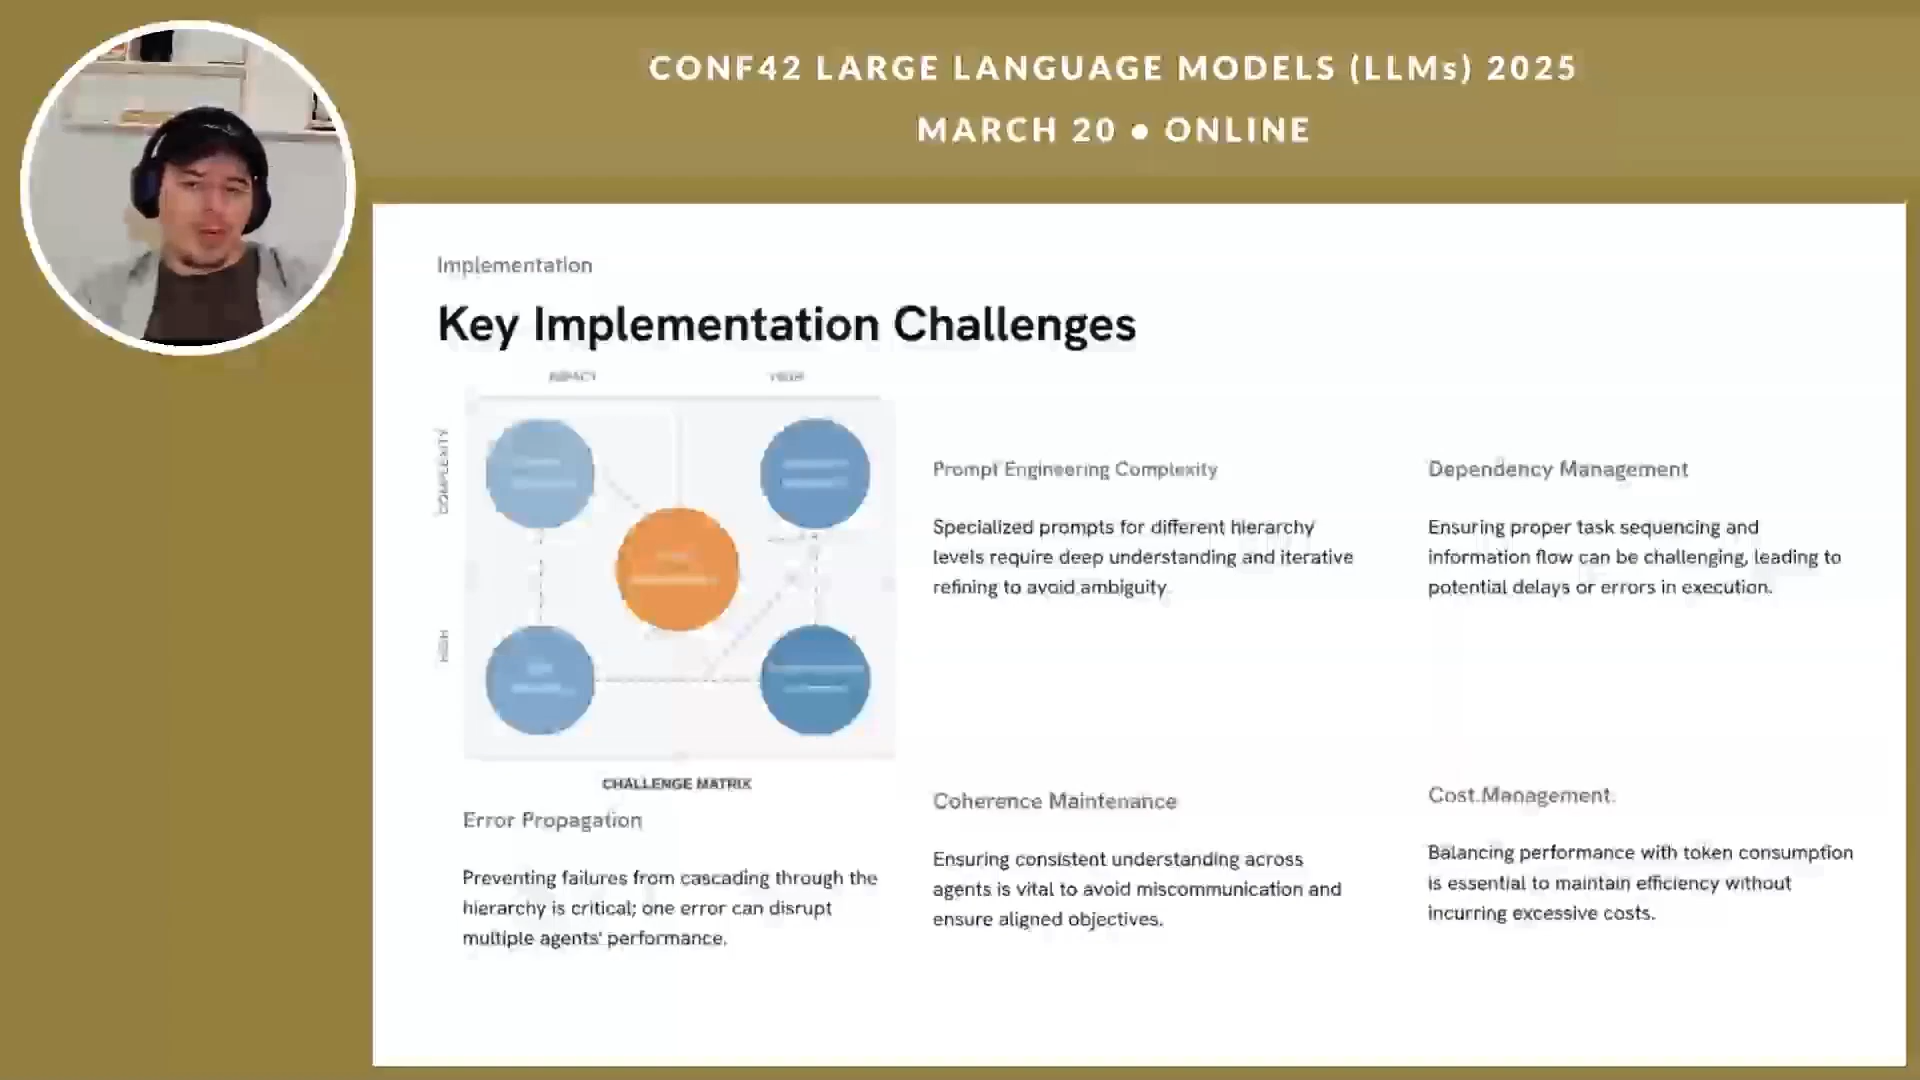 CONF42 LARGE LANGUAGE MODELS (LLMs) 2025
MARCH 20 • ONLINE
Implementation
Key Implementation Challenges
IMPACT
COMPLEXITY
HIGH
CHALLENGE MATRIX
Error Propagation
Preventing failures from cascading through the
hierarchy is critical; one error can disrupt
multiple agents' performance.
Prompt Engineering Complexity
Specialized prompts for different hierarchy
levels require deep understanding and iterative
refining to avoid ambiguity.
Coherence Maintenance
Ensuring consistent understanding across
agents is vital to avoid miscommunication and
ensure aligned objectives.
Dependency Management
Ensuring proper task sequencing and
information flow can be challenging, leading to
potential delays or errors in execution.
Cost Management
Balancing performance with token consumption
is essential to maintain efficiency without
incurring excessive costs.